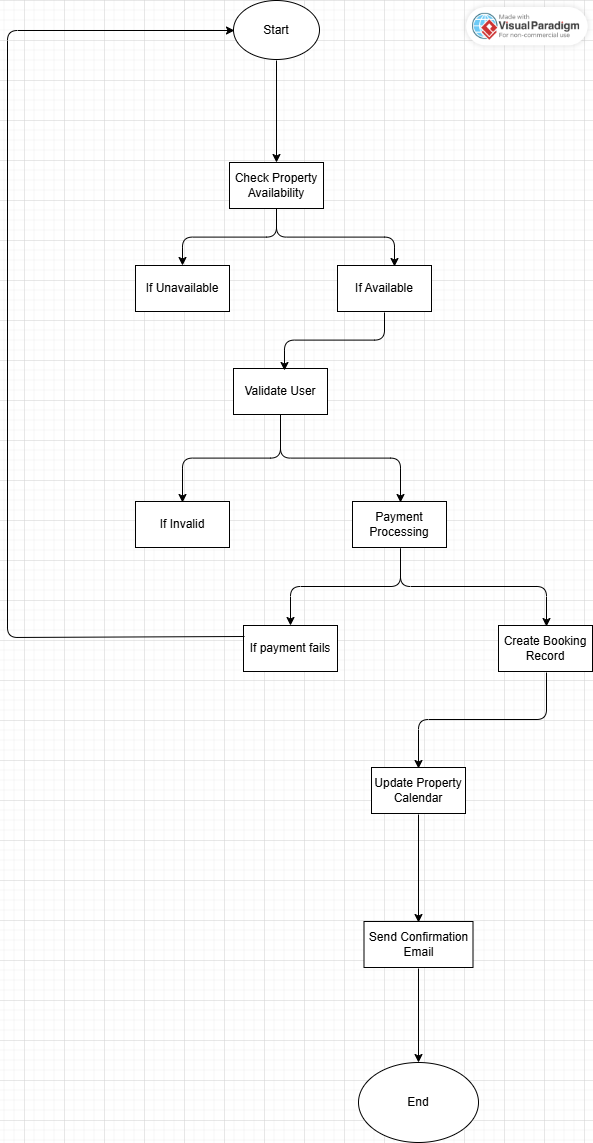 Start
Made with
Visual Paradigm
For non-commercial use
Check Property
Availability
If Unavailable
If Available
Validate User
If Invalid
Payment
Processing
If payment fails
Create Booking
Record
Update Property
Calendar
Send Confirmation
Email
End